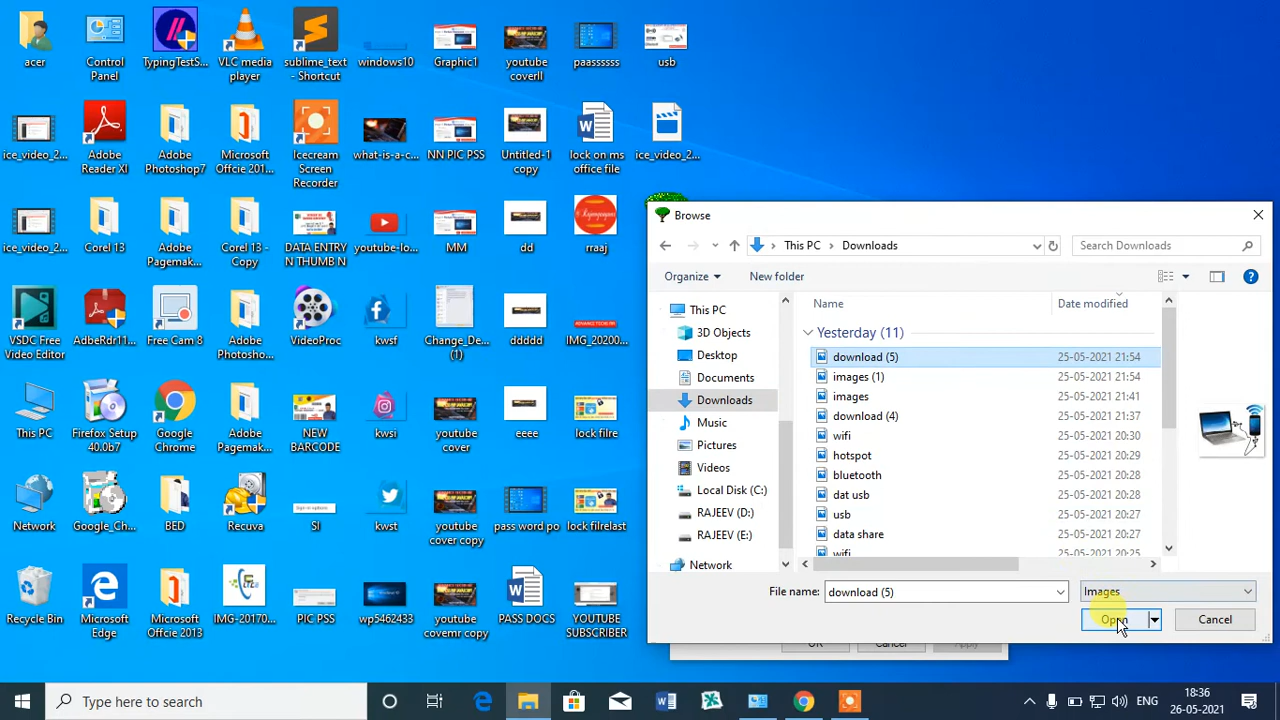 acer
Control
Panel
TypingTestS...
VLC media
player
sublime_text
- Shortcut
windows10
Graphic1
youtube
coverll
paassssss
usb
ice_video_2...
Adobe
Reader XI
Adobe
Photoshop7
Microsoft
Offcie 201...
Icecream
Screen
Recorder
what-is-a-c...
NN PIC PSS
Untitled-1
copy
lock on ms
office file
ice_video_2...
ice_video_2...
Corel 13
Adobe
Pagemak...
Corel 13 -
Copy
DATA ENTRY
N THUMB N
youtube-lo...
MM
dd
rraaj
VSDC Free
Video Editor
AdbeRdr11...
Free Cam 8
Adobe
Photosho...
VideoProc
kwsf
Change_De...
(1)
ddddd
IMG_20200...
This PC
Firefox Setup
40.0b7
Google
Chrome
Adobe
Pagemak...
NEW
BARCODE
kwsi
youtube
cover
eeee
lock filre
Network
Google_Ch...
BED
Recuva
SI
kwst
youtube
cover copy
pass word po
lock filrelast
Recycle Bin
Microsoft
Edge
Microsoft
Offcie 2013
IMG-20170...
PIC PSS
wp5462433
youtube
covemr copy
PASS DOCS
YOUTUBE
SUBSCRIBER
Browse
This PC
Downloads
Search Downloads
Organize
New folder
This PC
3D Objects
Desktop
Documents
Downloads
Music
Pictures
Videos
Local Disk (C:)
RAJEEV (D:)
RAJEEV (E:)
Network
Name Date modified
Yesterday (11)
download (5) 25-05-2021 21:54
images (1) 25-05-2021 21:54
images 25-05-2021 21:41
download (4) 25-05-2021 21:37
wifi 25-05-2021 20:30
hotspot 25-05-2021 20:29
bluetooth 25-05-2021 20:28
dat usb 25-05-2021 20:28
usb 25-05-2021 20:27
data share 25-05-2021 20:27
wifi 25-05-2021 20:25
File name: download (5) Images
Open Cancel
OK Cancel Apply
Type here to search
ENG
18:36
26-05-2021